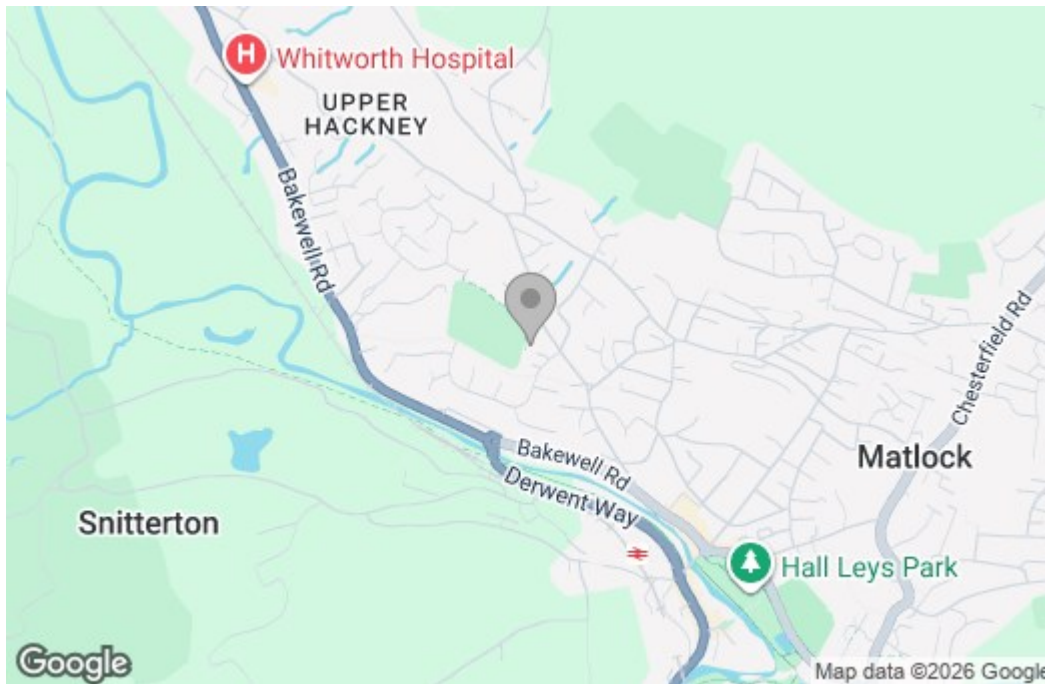 H Whitworth Hospital
UPPER
HACKNEY
Bakewell Rd
Chesterfield Rd
Matlock
Bakewell Rd
Derwent Way
Snitterton
Hall Leys Park
Google
Map data ©2026 Google